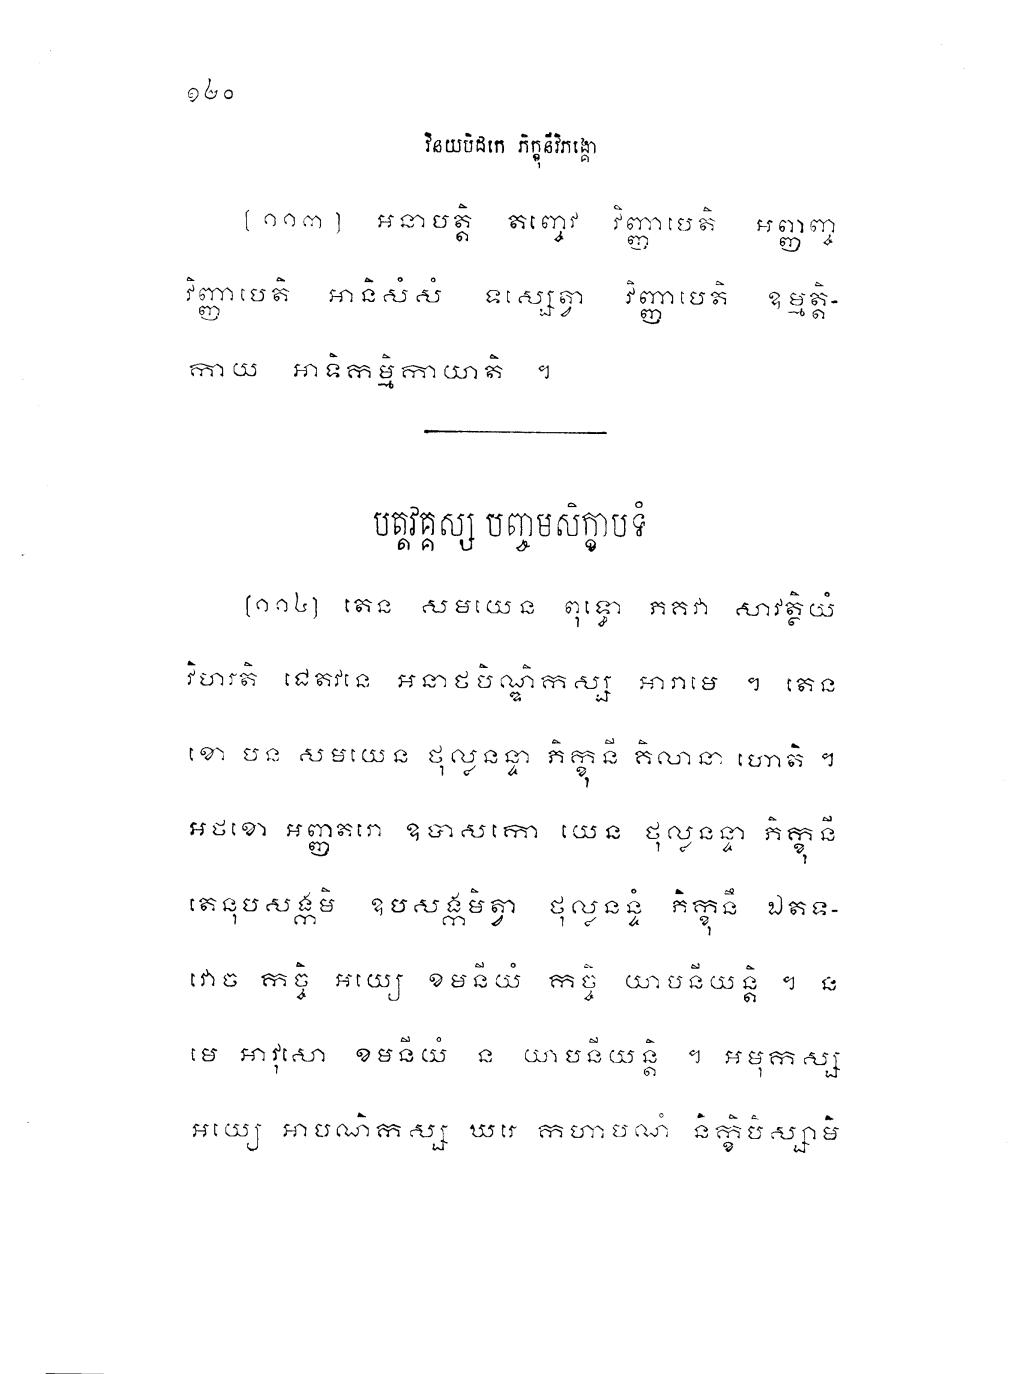 ១៤០
វិនយបិដកេ ភិក្ខុនីវិភង្គោ
[១១៣] អនាបត្តិ តញ្ចេវ វិញ្ញាបេតិ អញ្ញញ្ច
វិញ្ញាបេតិ អានិសំសំ ទស្សេត្វា វិញ្ញាបេតិ ឧម្មត្តិ-
កាយ អាទិកម្មិកាយាតិ ។
បត្តវគ្គស្ស បញ្ចមសិក្ខាបទំ
[១១៤] តេន សមយេន ពុទ្ធោ ភគវា សាវត្ថិយំ
វិហរតិ ជេតវនេ អនាថបិណ្ឌិកស្ស អារាមេ ។ តេន
ខោ បន សមយេន ថុល្លនន្ទា ភិក្ខុនី គិលានា ហោតិ ។
អថខោ អញ្ញតរោ ឧបាសកោ យេន ថុល្លនន្ទា ភិក្ខុនី
តេនុបសង្កមិ ឧបសង្កមិត្វា ថុល្លនន្ទំ ភិក្ខុនឹ ឯតទ-
វោច កច្ចិ អយ្យេ ខមនីយំ កច្ចិ យាបនីយន្តិ ។ ន
មេ អាវុសោ ខមនីយំ ន យាបនីយន្តិ ។ អមុកស្ស
អយ្យេ អាបណិកស្ស ឃរេ កហាបណំ និក្ខិបិស្សាមិ